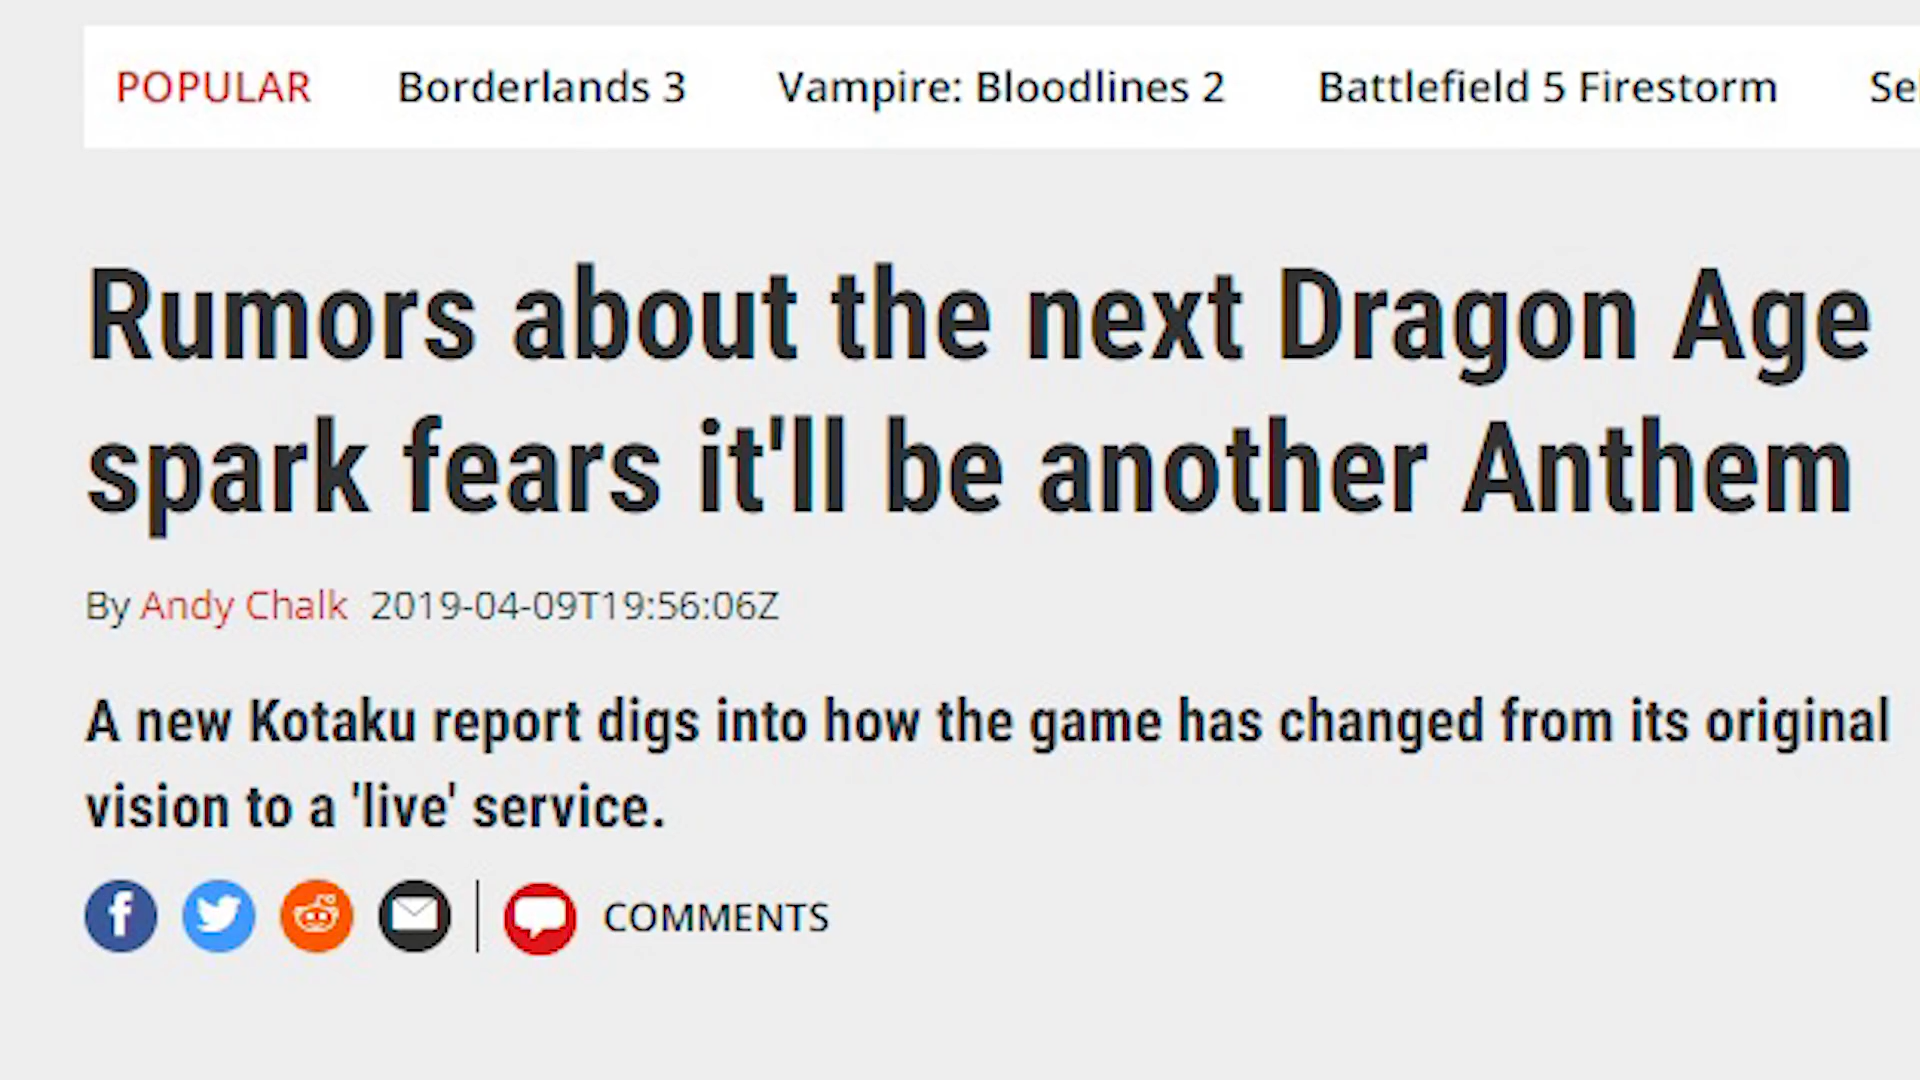 POPULAR Borderlands 3 Vampire: Bloodlines 2 Battlefield 5 Firestorm
Rumors about the next Dragon Age
spark fears it'll be another Anthem
By Andy Chalk 2019-04-09T19:56:06Z
A new Kotaku report digs into how the game has changed from its original
vision to a 'live' service.
COMMENTS